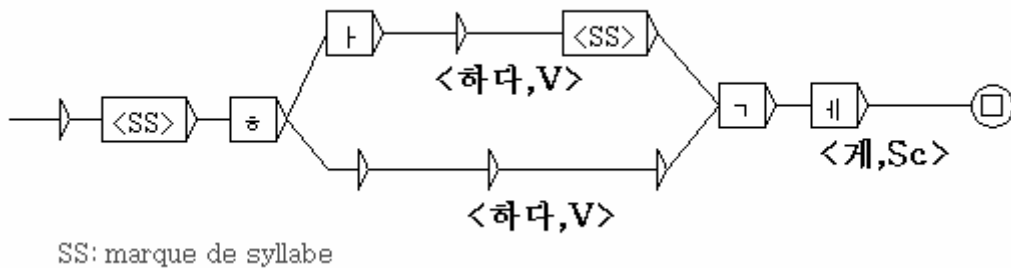 ㅏ <SS>
<하다,V>
<SS> ㅎ ㄱ ㅔ
<게,Sc>
<하다,V>
SS: marque de syllabe